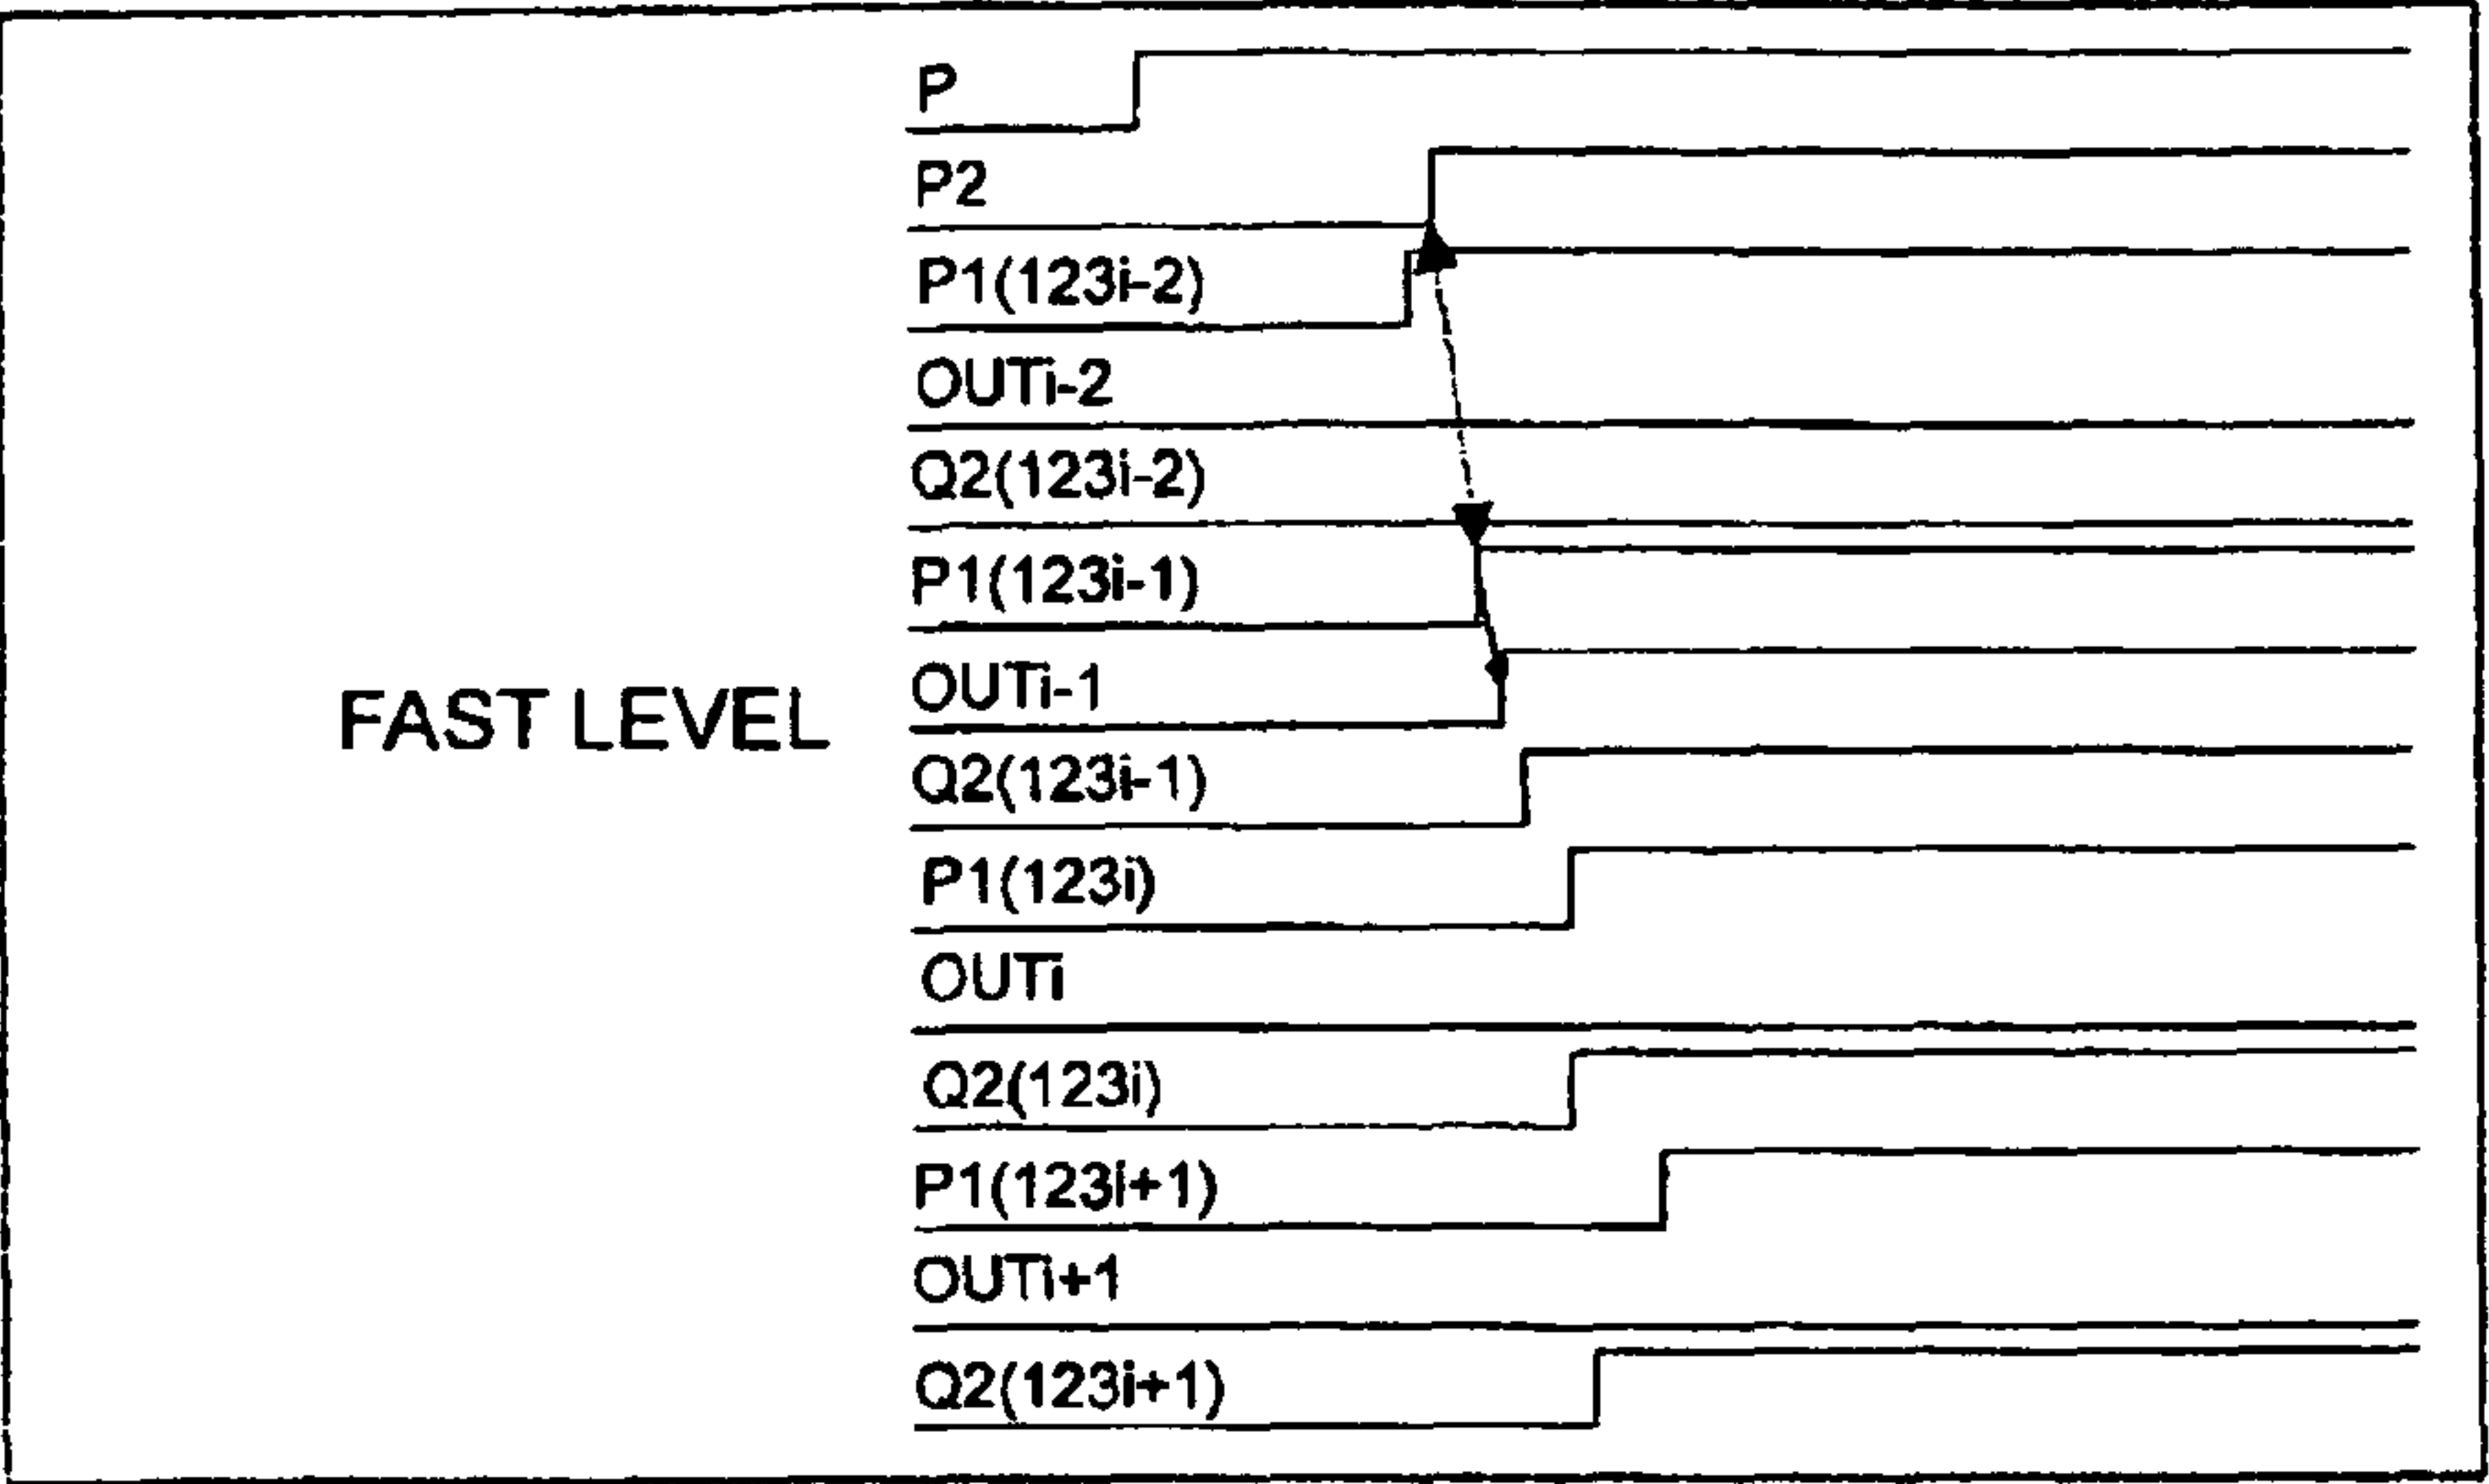 P
P2
P1(123i-2)
OUTi-2
Q2(123i-2)
P1(123i-1)
OUTi-1
FAST LEVEL
Q2(123i-1)
P1(123i)
OUTi
Q2(123i)
P1(123i+1)
OUTi+1
Q2(123i+1)